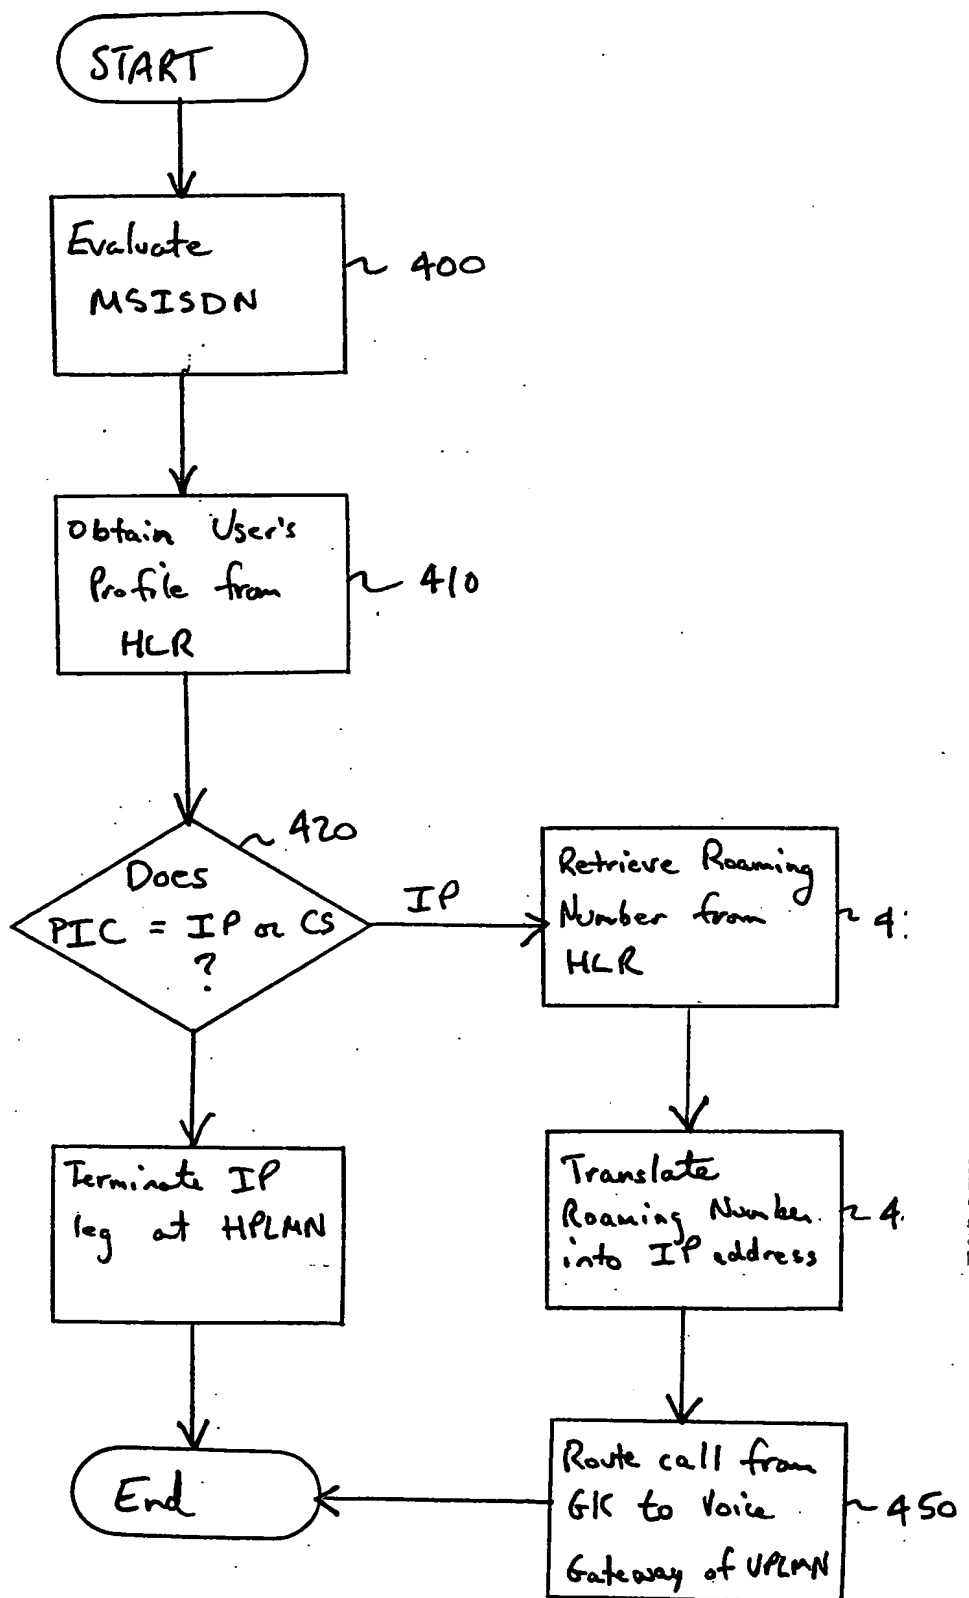 START
Evaluate
MSISDN
400
Obtain User's
Profile from
HLR
410
420
Does
PIC = IP or CS
?
IP
Retrieve Roaming
Number from
HLR
4
Translate
Roaming Number
into IP address
4
Terminate IP
leg at HPLMN
Route call from
GK to Voice
Gateway of VPLMN
450
End